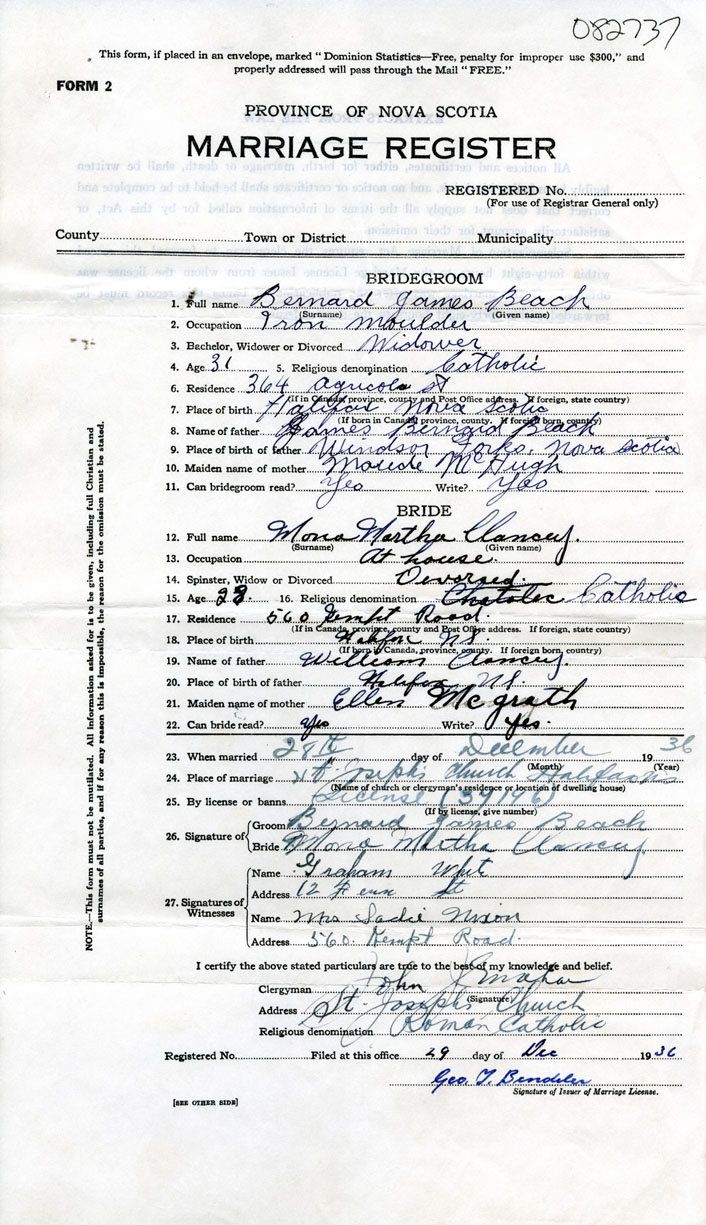 082737
This form, if placed in an envelope, marked "Dominion Statistics—Free, penalty for improper use $300," and
properly addressed will pass through the Mail "FREE."
FORM 2
PROVINCE OF NOVA SCOTIA
MARRIAGE REGISTER
REGISTERED No.
(For use of Registrar General only)
County Town or District Municipality
BRIDEGROOM
1. Full name Bernard James Beach
(Surname) (Given name)
2. Occupation Iron Moulder
3. Bachelor, Widower or Divorced Widower
4. Age 31 5. Religious denomination Catholic
6. Residence 364 Agricola St
(If in Canada, province, county and Post Office address. If foreign, state country)
7. Place of birth Halifax Nova Scotia
(If born in Canada, province, county. If foreign born, country)
8. Name of father James Bernard Beach
9. Place of birth of father Windsor Forks, Nova Scotia
10. Maiden name of mother Maude McHugh
11. Can bridegroom read? Yes Write? Yes
BRIDE
12. Full name Mona Martha Clancey.
(Surname) (Given name)
13. Occupation At house.
14. Spinster, Widow or Divorced Devorsed.
15. Age 28 16. Religious denomination Catholic
17. Residence 560 Kempt Road
(If in Canada, province, county and Post Office address. If foreign, state country)
18. Place of birth Halifax N.S.
(If born in Canada, province, county. If foreign born, country)
19. Name of father William Clancey.
20. Place of birth of father Halifax N.S.
21. Maiden name of mother Ellen Mcgrath
22. Can bride read? Yes Write? Yes.
23. When married 28th day of December 19 36
(Month) (Year)
24. Place of marriage St. Joseph's Church Halifax
(Name of church or clergyman's residence or location of dwelling house)
25. By license or banns License
(If by license, give number)
26. Signature of Groom Bernard James Beach
Bride Mona Martha Clancey
27. Signatures of Witnesses
Name Graham
Address 12 St
Name Mrs Sadie Nixon
Address 560. Kempt Road.
I certify the above stated particulars are true to the best of my knowledge and belief.
Clergyman John
(Signature)
Address St. Joseph's Church
Religious denomination Roman Catholic
Registered No. Filed at this office 29 day of Dec 19 36
Geo. T. Bendeler
Signature of Issuer of Marriage License.
[SEE OTHER SIDE]
NOTE.—This form must not be mutilated. All information asked for is to be given, including full Christian and
surnames of all parties, and if for any reason this is impossible, the reason for the omission must be stated.